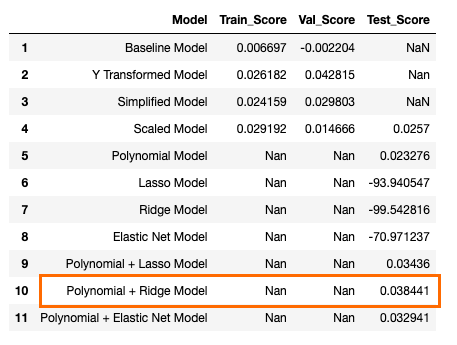 Model Train_Score Val_Score Test_Score
1 Baseline Model 0.006697 -0.002204 NaN
2 Y Transformed Model 0.026182 0.042815 Nan
3 Simplified Model 0.024159 0.029803 NaN
4 Scaled Model 0.029192 0.014666 0.0257
5 Polynomial Model Nan Nan 0.023276
6 Lasso Model Nan Nan -93.940547
7 Ridge Model Nan Nan -99.542816
8 Elastic Net Model Nan Nan -70.971237
9 Polynomial + Lasso Model Nan Nan 0.03436
10 Polynomial + Ridge Model Nan Nan 0.038441
11 Polynomial + Elastic Net Model Nan Nan 0.032941